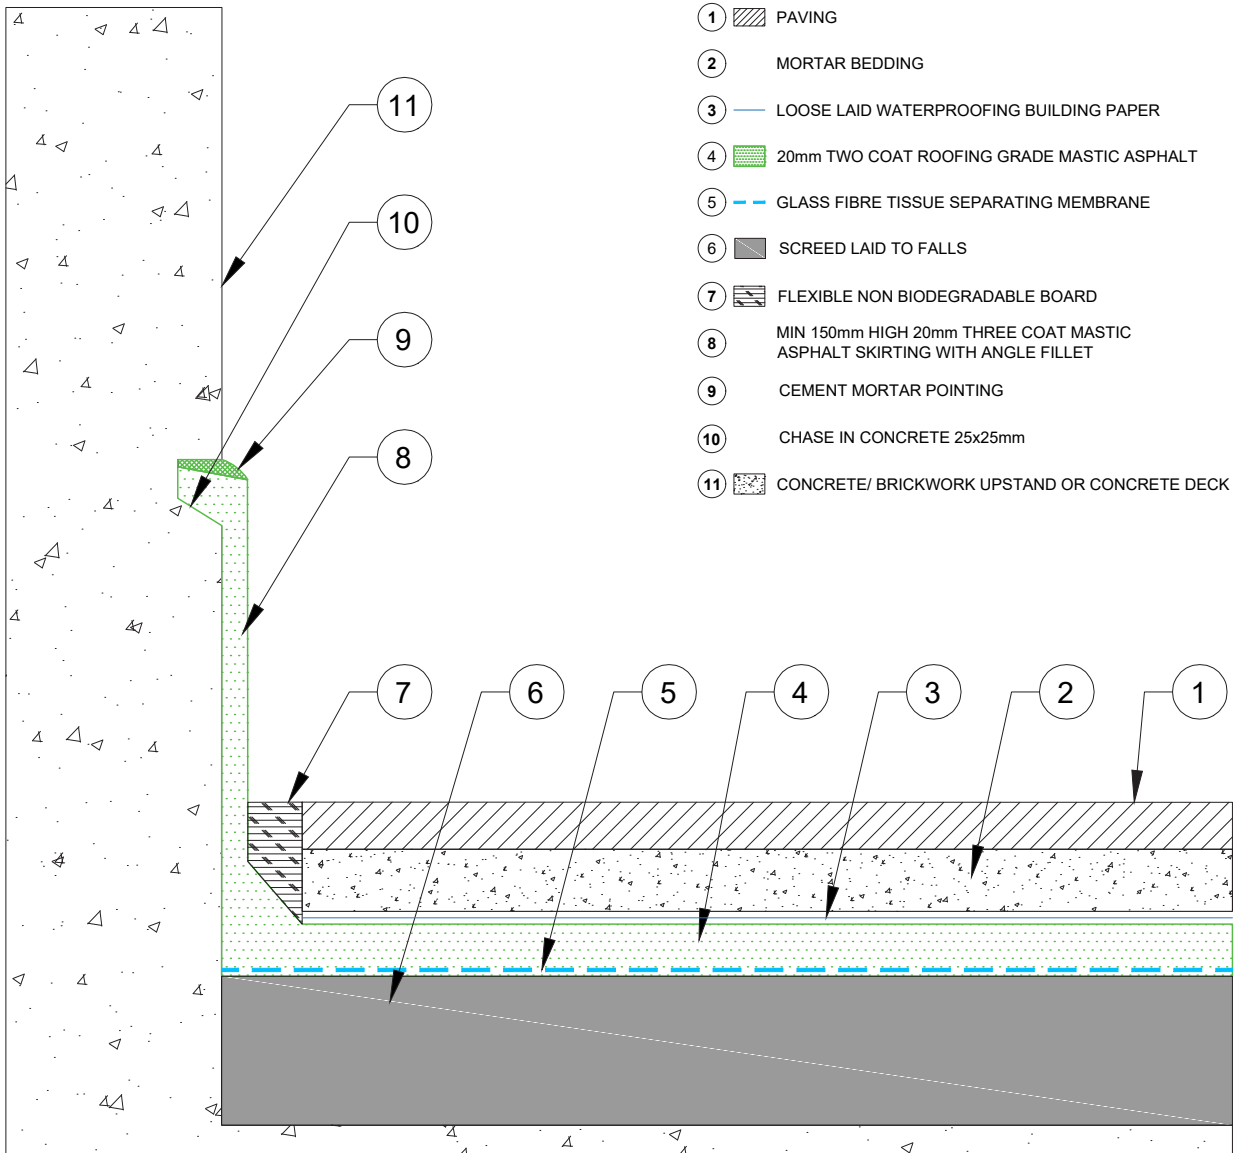 1 PAVING
2 MORTAR BEDDING
3 LOOSE LAID WATERPROOFING BUILDING PAPER
4 20mm TWO COAT ROOFING GRADE MASTIC ASPHALT
5 GLASS FIBRE TISSUE SEPARATING MEMBRANE
6 SCREED LAID TO FALLS
7 FLEXIBLE NON BIODEGRADABLE BOARD
8 MIN 150mm HIGH 20mm THREE COAT MASTIC
ASPHALT SKIRTING WITH ANGLE FILLET
9 CEMENT MORTAR POINTING
10 CHASE IN CONCRETE 25x25mm
11 CONCRETE/ BRICKWORK UPSTAND OR CONCRETE DECK
11
10
9
8
7 6 5 4 3 2 1